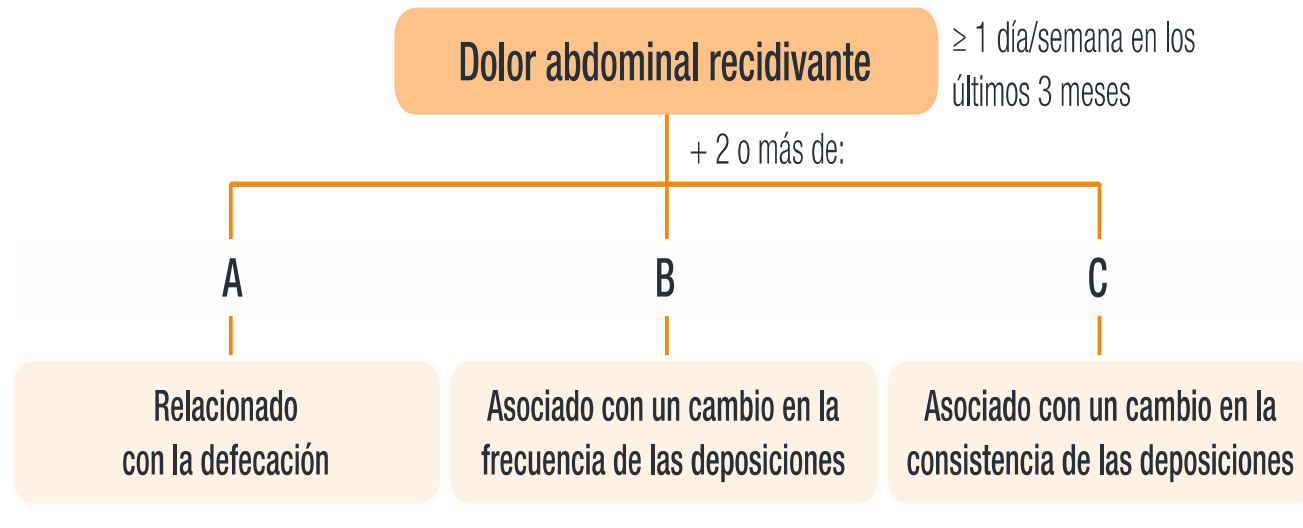 Dolor abdominal recidivante
≥ 1 día/semana en los
últimos 3 meses
+ 2 o más de:
A
B
C
Relacionado
con la defecación
Asociado con un cambio en la
frecuencia de las deposiciones
Asociado con un cambio en la
consistencia de las deposiciones